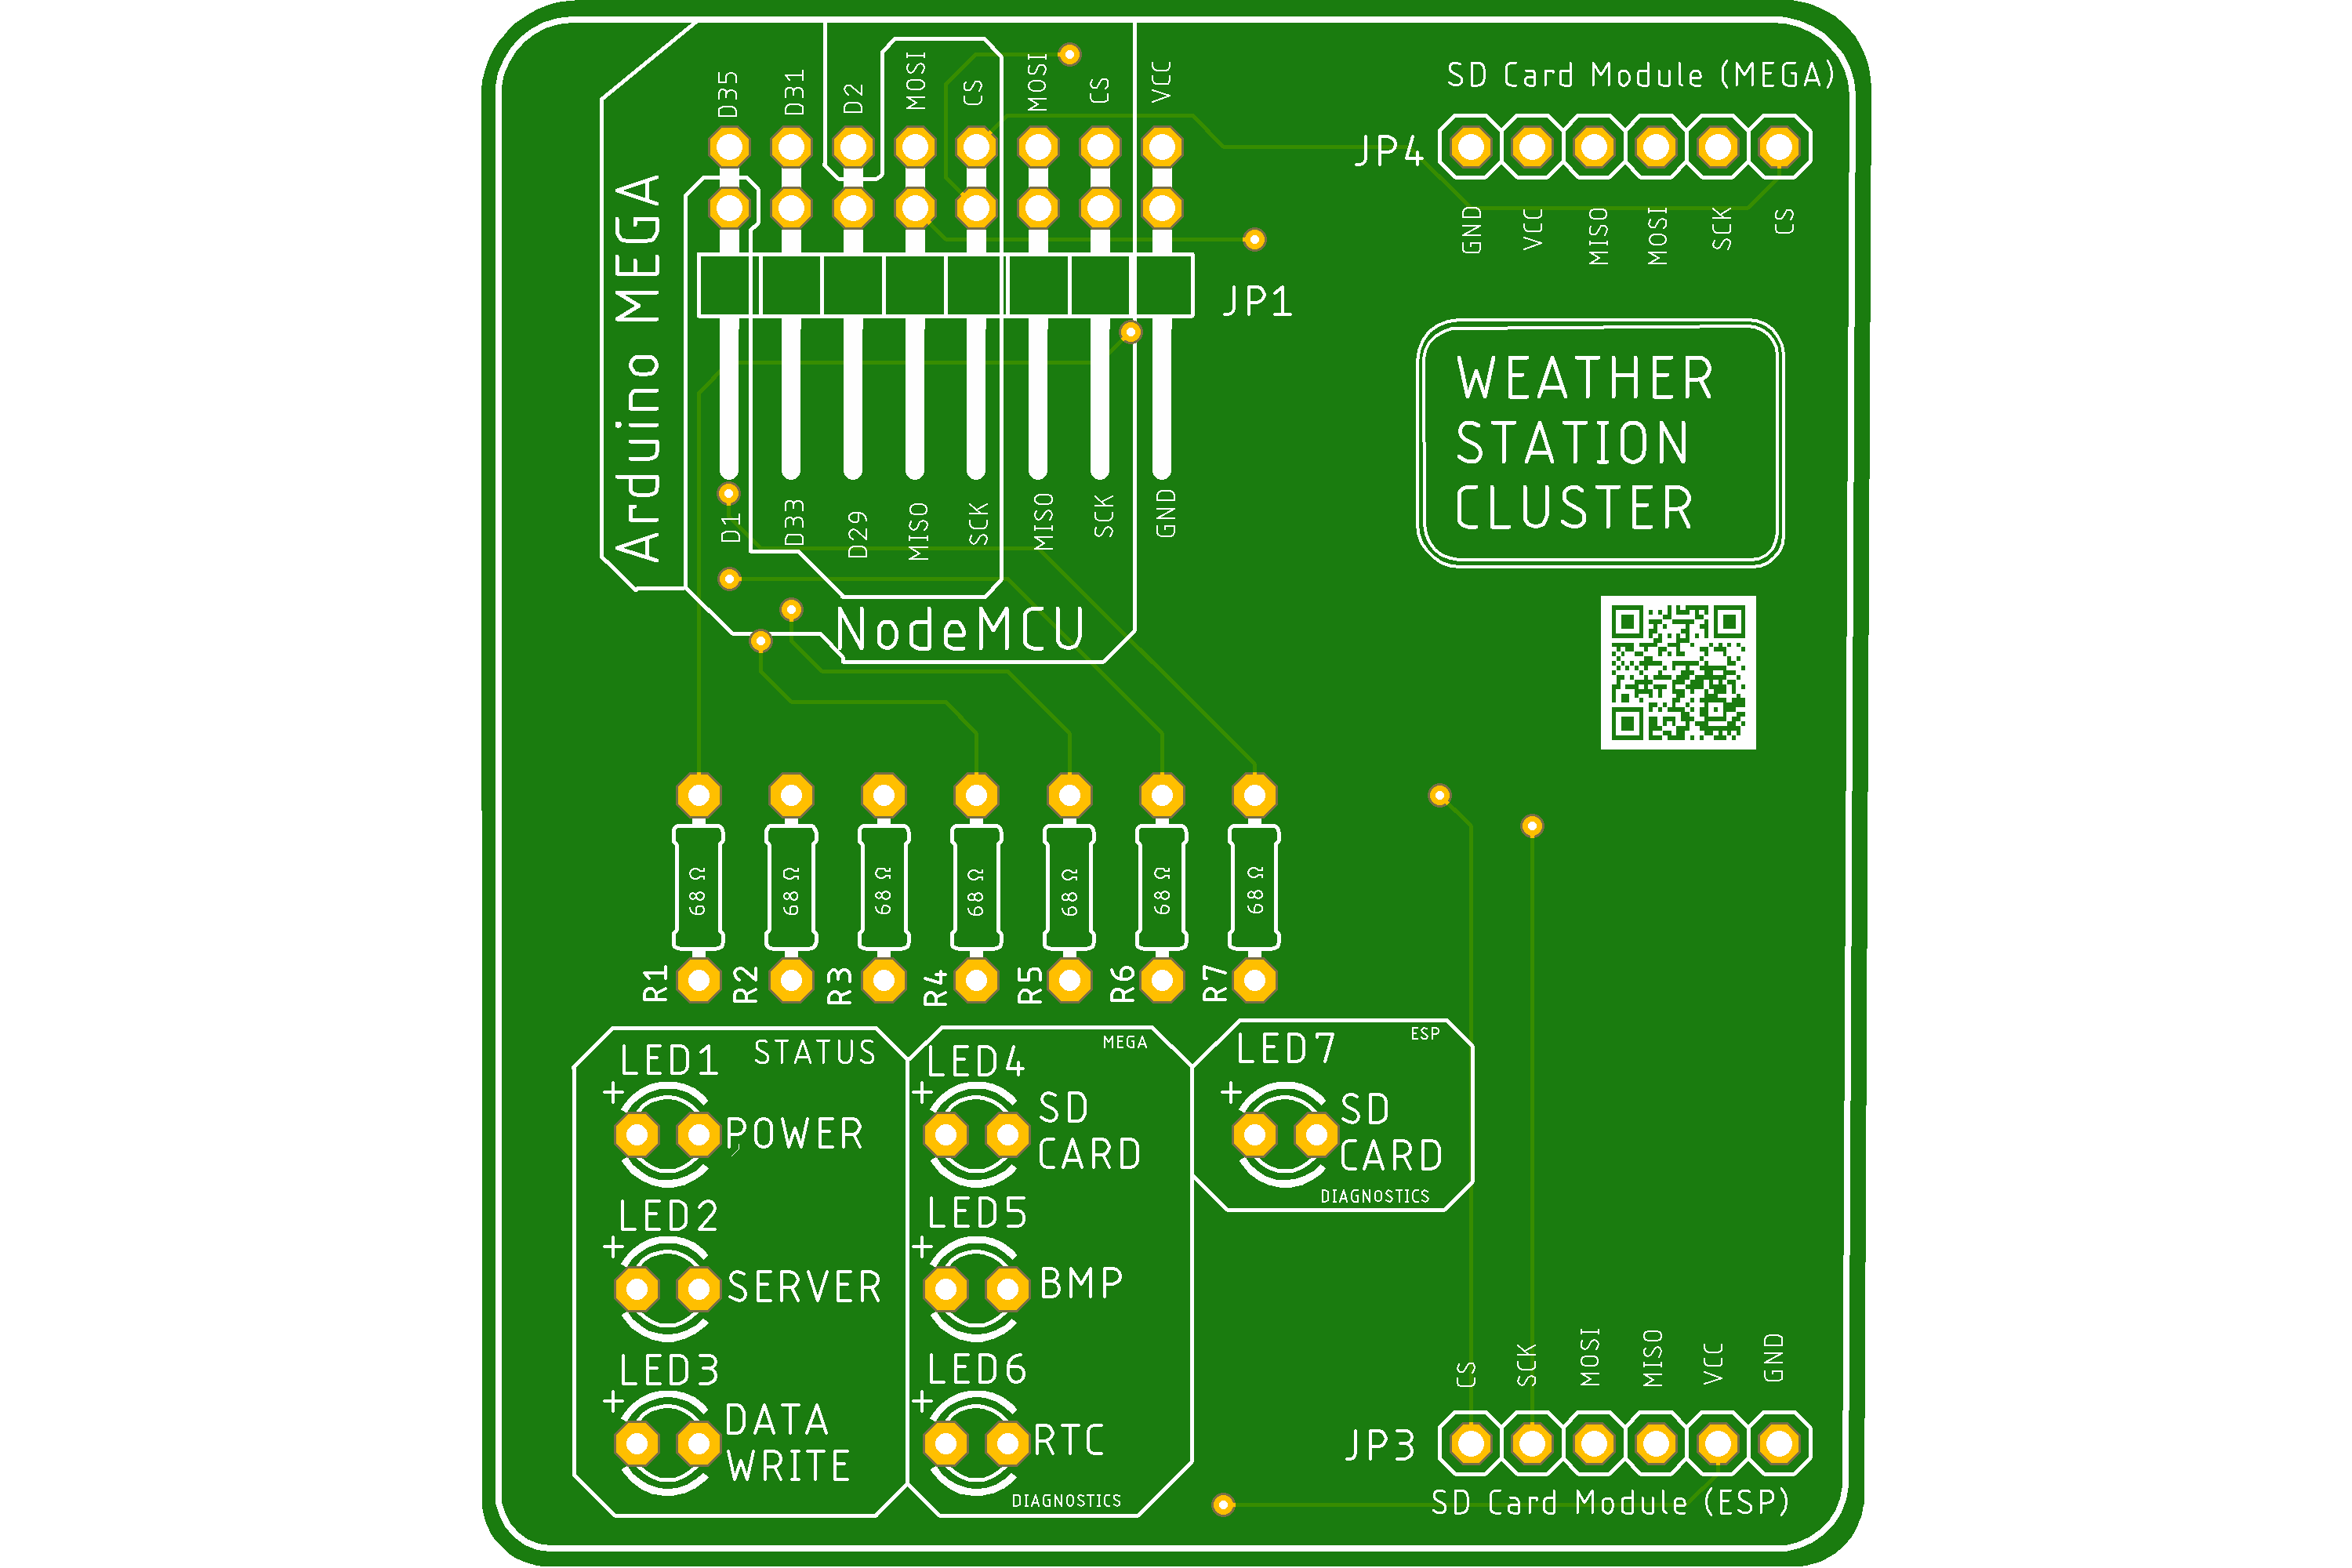 D35
D31
D2
MOSI
CS
MOSI
CS
VCC
SD Card Module (MEGA)
JP4
GND
VCC
MISO
MOSI
SCK
CS
Arduino MEGA
JP1
WEATHER
STATION
CLUSTER
D1
D33
D29
MISO
SCK
MISO
SCK
GND
NodeMCU
68 Ω
68 Ω
68 Ω
68 Ω
68 Ω
68 Ω
68 Ω
R1
R2
R3
R4
R5
R6
R7
LED1
STATUS
+
POWER
LED2
+
SERVER
LED3
+
DATA
WRITE
LED4
MEGA
+
SD
CARD
LED5
+
BMP
LED6
+
RTC
DIAGNOSTICS
LED7
ESP
+
SD
CARD
DIAGNOSTICS
CS
SCK
MOSI
MISO
VCC
GND
JP3
SD Card Module (ESP)